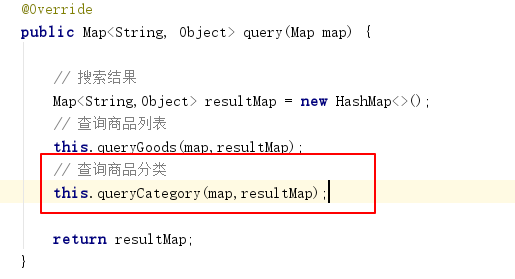 @Override
public Map<String, Object> query(Map map) {
// 搜索结果
Map<String,Object> resultMap = new HashMap<>();
// 查询商品列表
this.queryGoods(map,resultMap);
// 查询商品分类
this.queryCategory(map,resultMap);
return resultMap;
}